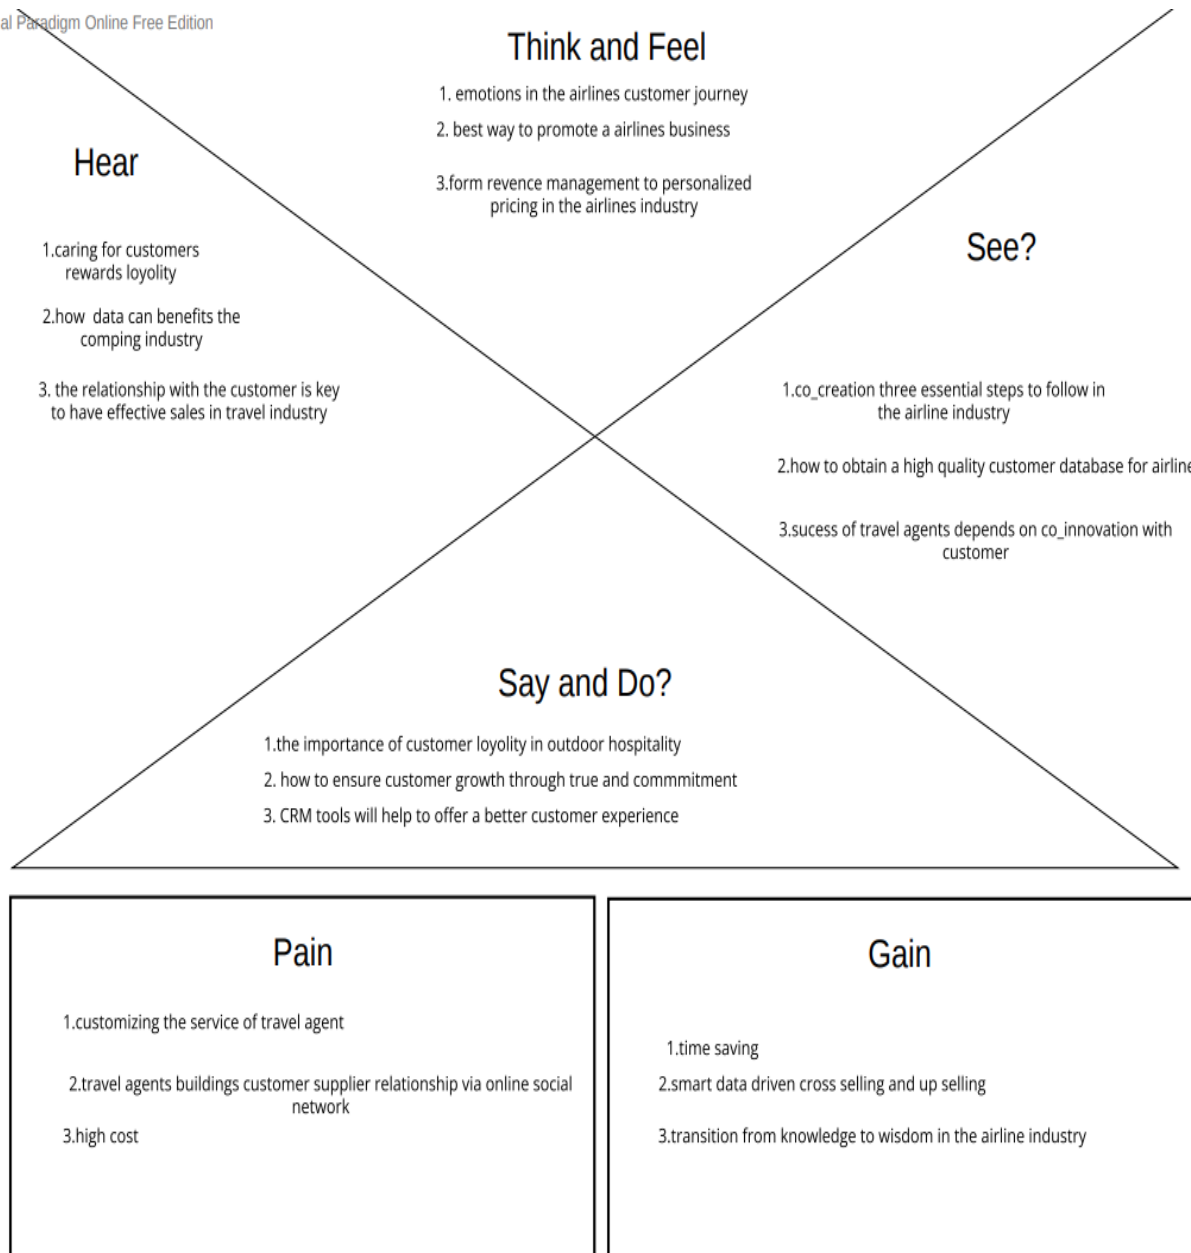 al Paradigm Online Free Edition
Think and Feel
1. emotions in the airlines customer journey
2. best way to promote a airlines business
3.form revence management to personalized
pricing in the airlines industry
Hear
1.caring for customers
rewards loyolity
2.how data can benefits the
comping industry
3. the relationship with the customer is key
to have effective sales in travel industry
See?
1.co_creation three essential steps to follow in
the airline industry
2.how to obtain a high quality customer database for airline
3.sucess of travel agents depends on co_innovation with
customer
Say and Do?
1.the importance of customer loyolity in outdoor hospitality
2. how to ensure customer growth through true and commmitment
3. CRM tools will help to offer a better customer experience
Pain
1.customizing the service of travel agent
2.travel agents buildings customer supplier relationship via online social
network
3.high cost
Gain
1.time saving
2.smart data driven cross selling and up selling
3.transition from knowledge to wisdom in the airline industry